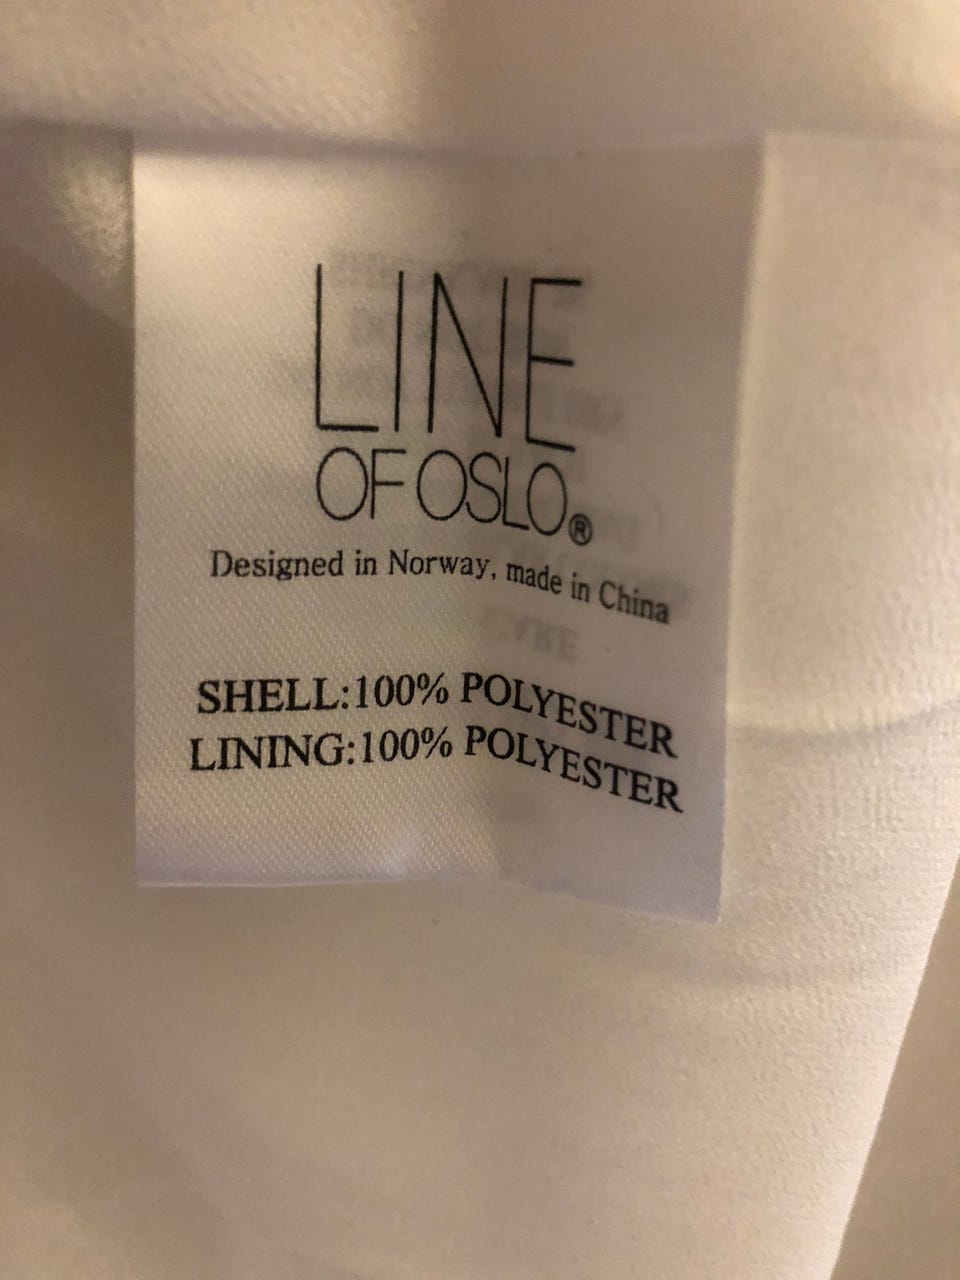 LINE
OF OSLO®
Designed in Norway, made in China
SHELL:100% POLYESTER
LINING:100% POLYESTER